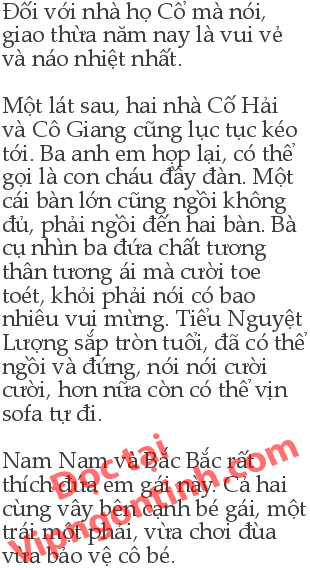 Đối với nhà họ Cổ mà nói,
giao thừa năm nay là vui vẻ
và náo nhiệt nhất.
Một lát sau, hai nhà Cố Hải
và Cô Giang cũng lục tục kéo
tới. Ba anh em họp lại, có thể
gọi là con cháu đầy đàn. Một
cái bàn lớn cũng ngồi không
đủ, phải ngồi đến hai bàn. Bà
cụ nhìn ba đứa chất tương
thân tương ái mà cười toe
toét, khỏi phải nói có bao
nhiêu vui mừng. Tiểu Nguyệt
Lượng sắp tròn tuổi, đã có thể
ngồi và đứng, nói nói cười
cười, hơn nữa còn có thể vịn
sofa tự đi.
Nam Nam và Bắc Bắc rất
thích đứa em gái này. Cả hai
cùng vây bên cạnh bé gái, một
trái một phải, vừa chơi đùa
vừa bảo vệ cô bé.
Đọc tại
Vipngontinh.com